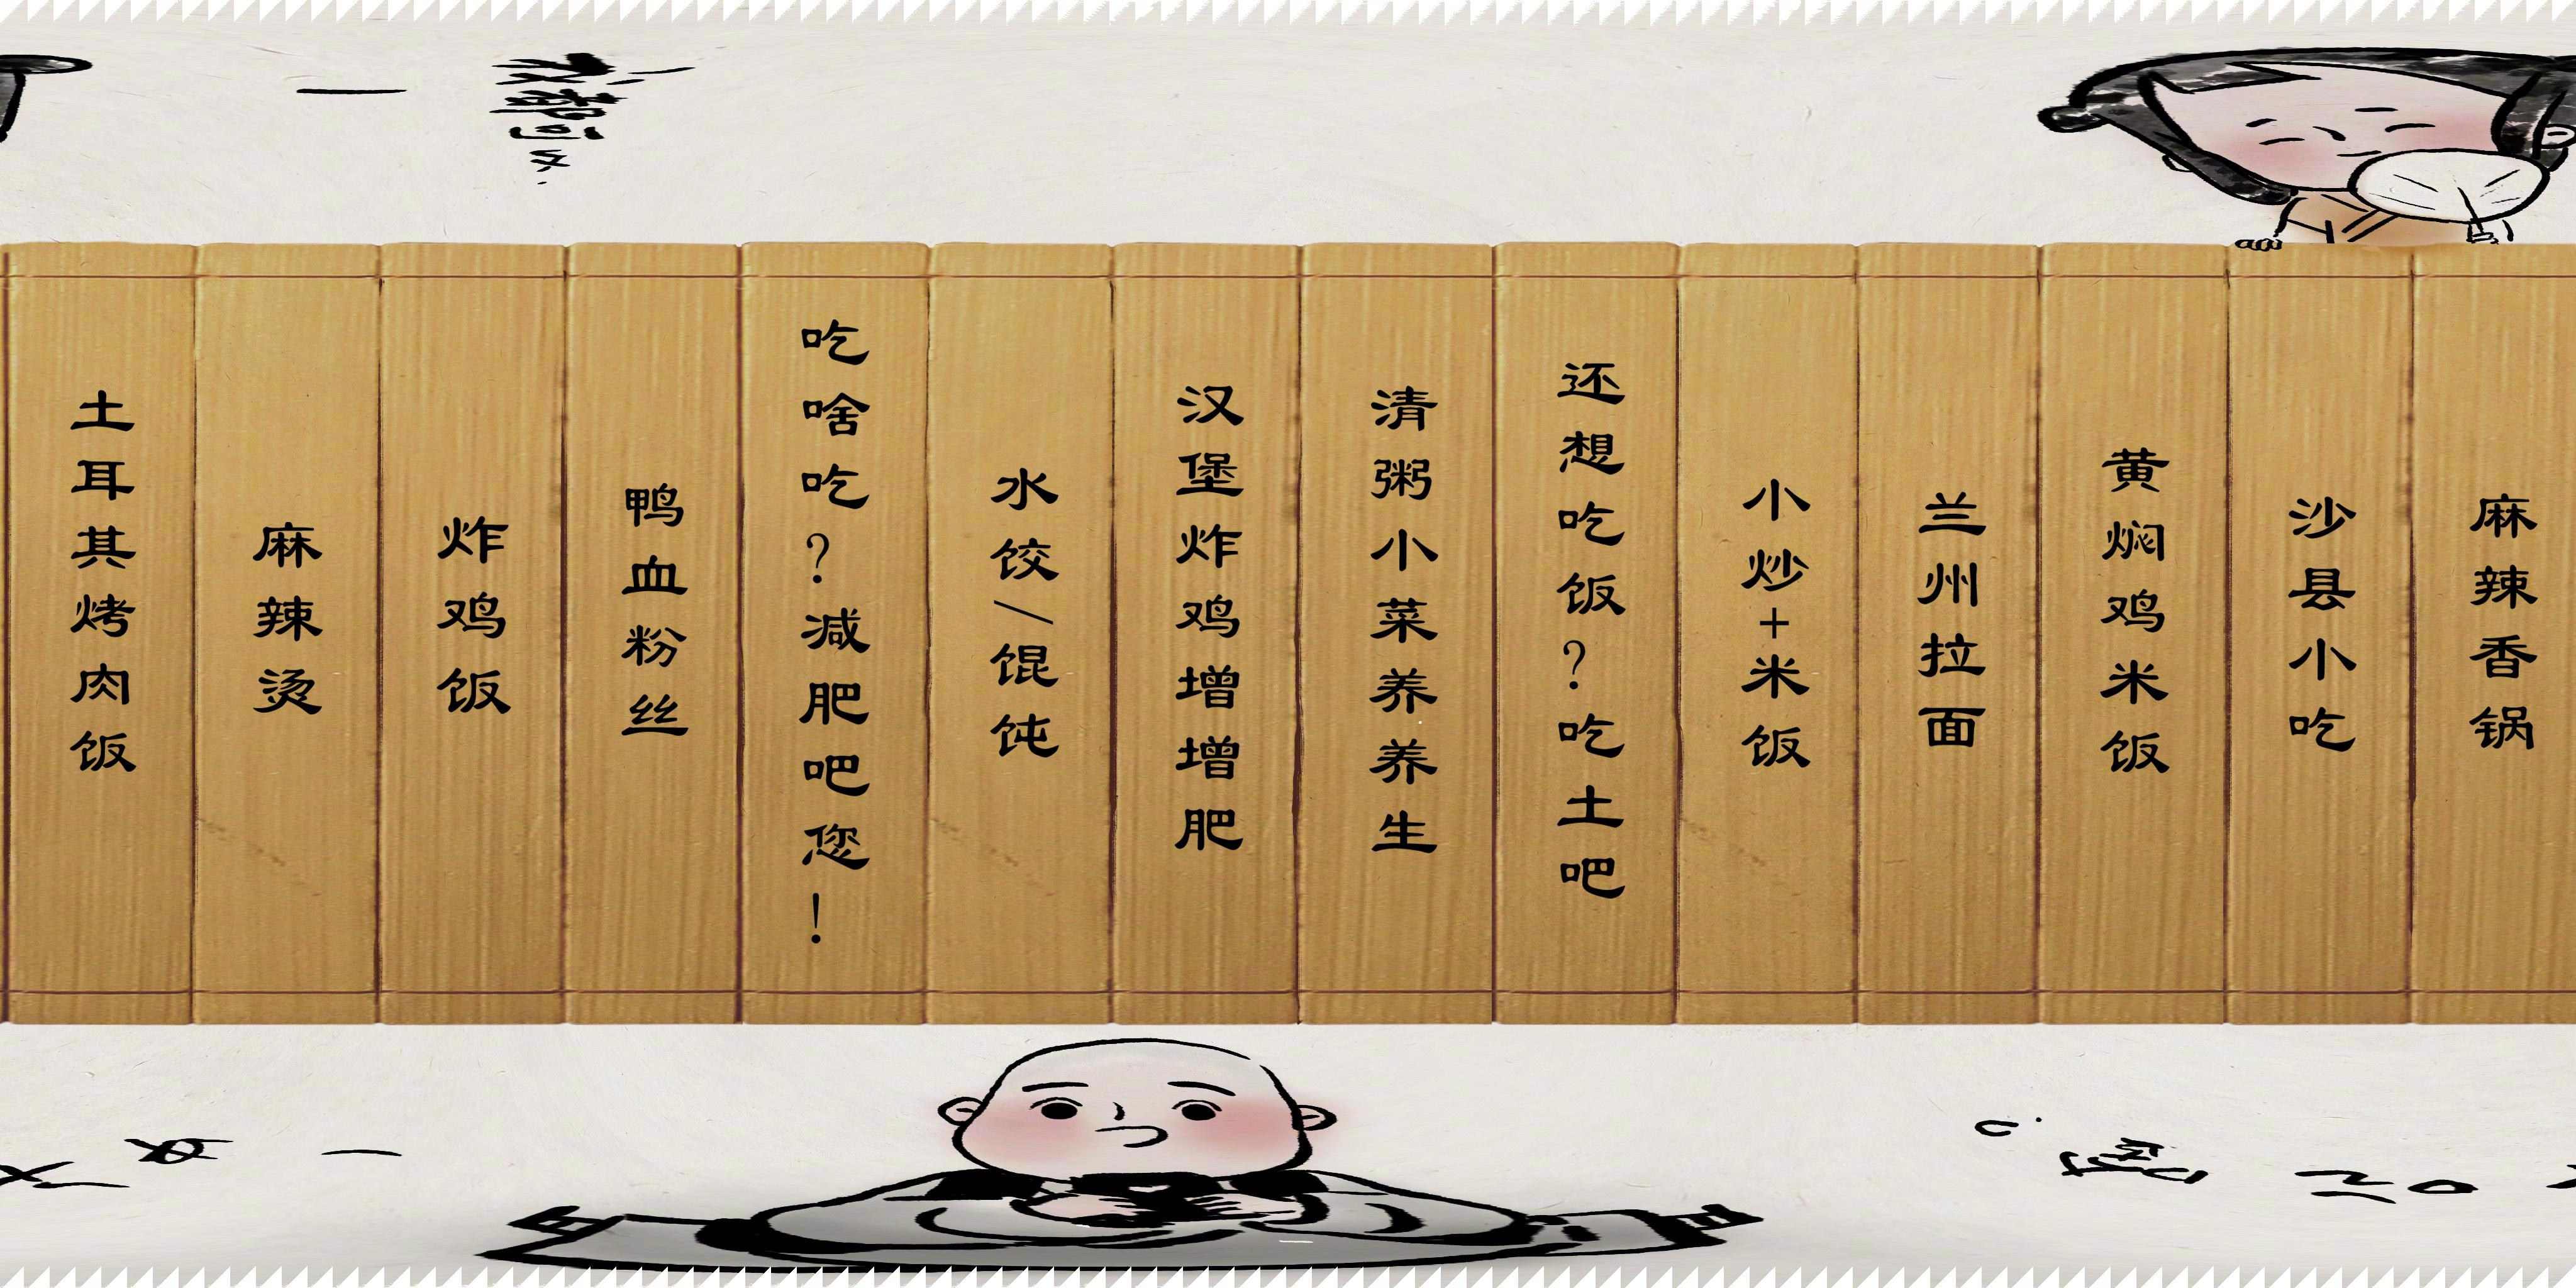 都可以
土耳其烤肉饭
麻辣烫
炸鸡饭
鸭血粉丝
吃啥吃？减肥吧您！
水饺/馄饨
汉堡炸鸡增增肥
清粥小菜养养生
还想吃饭？吃土吧
小炒+米饭
兰州拉面
黄焖鸡米饭
沙县小吃
麻辣香锅